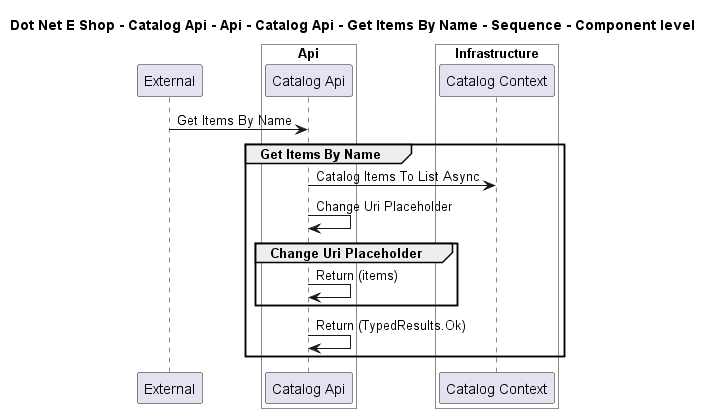 Dot Net E Shop - Catalog Api - Api - Catalog Api - Get Items By Name - Sequence - Component level
Api
Infrastructure
External
Catalog Api
Catalog Context
Get Items By Name
Get Items By Name
Catalog Items To List Async
Change Uri Placeholder
Change Uri Placeholder
Return (items)
Return (TypedResults.Ok)
External
Catalog Api
Catalog Context